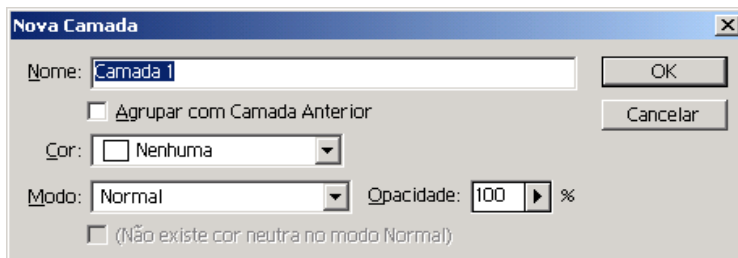 Nova Camada
Nome: Camada 1 OK
Agrupar com Camada Anterior Cancelar
Cor: Nenhuma
Modo: Normal Opacidade: 100 %
(Não existe cor neutra no modo Normal)